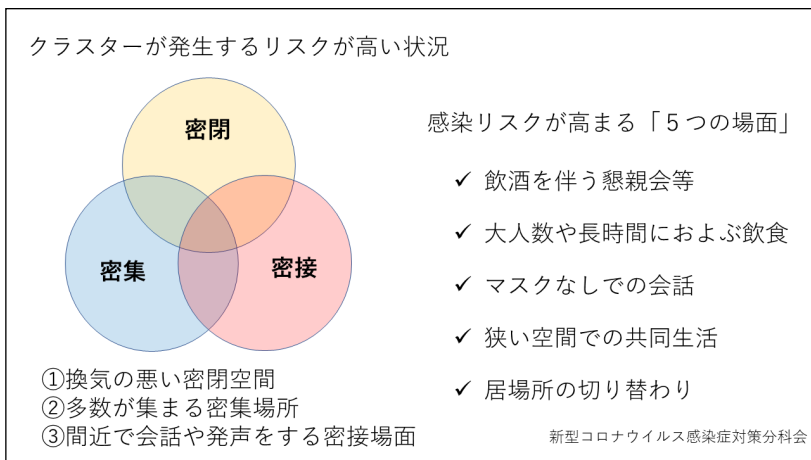 クラスターが発生するリスクが高い状況
密閉
密集
密接
①換気の悪い密閉空間
②多数が集まる密集場所
③間近で会話や発声をする密接場面
感染リスクが高まる「５つの場面」
✓ 飲酒を伴う懇親会等
✓ 大人数や長時間におよぶ飲食
✓ マスクなしでの会話
✓ 狭い空間での共同生活
✓ 居場所の切り替わり
新型コロナウイルス感染症対策分科会